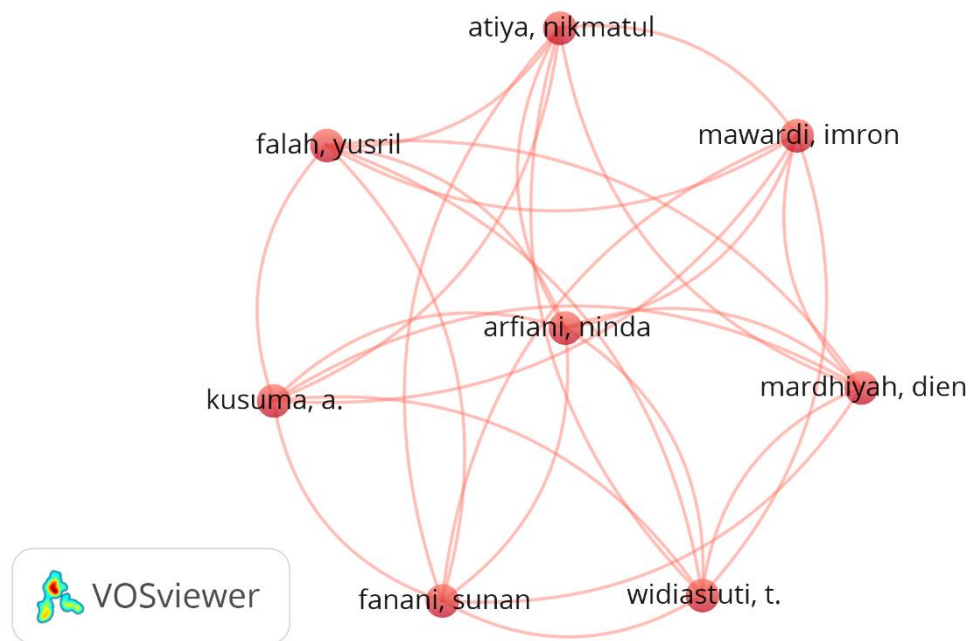 atiya, nikmatul
mawardi, imron
falah, yusril
arfiani, ninda
mardhiyah, dien
kusuma, a.
widiastuti, t.
fanani, sunan
VOSviewer